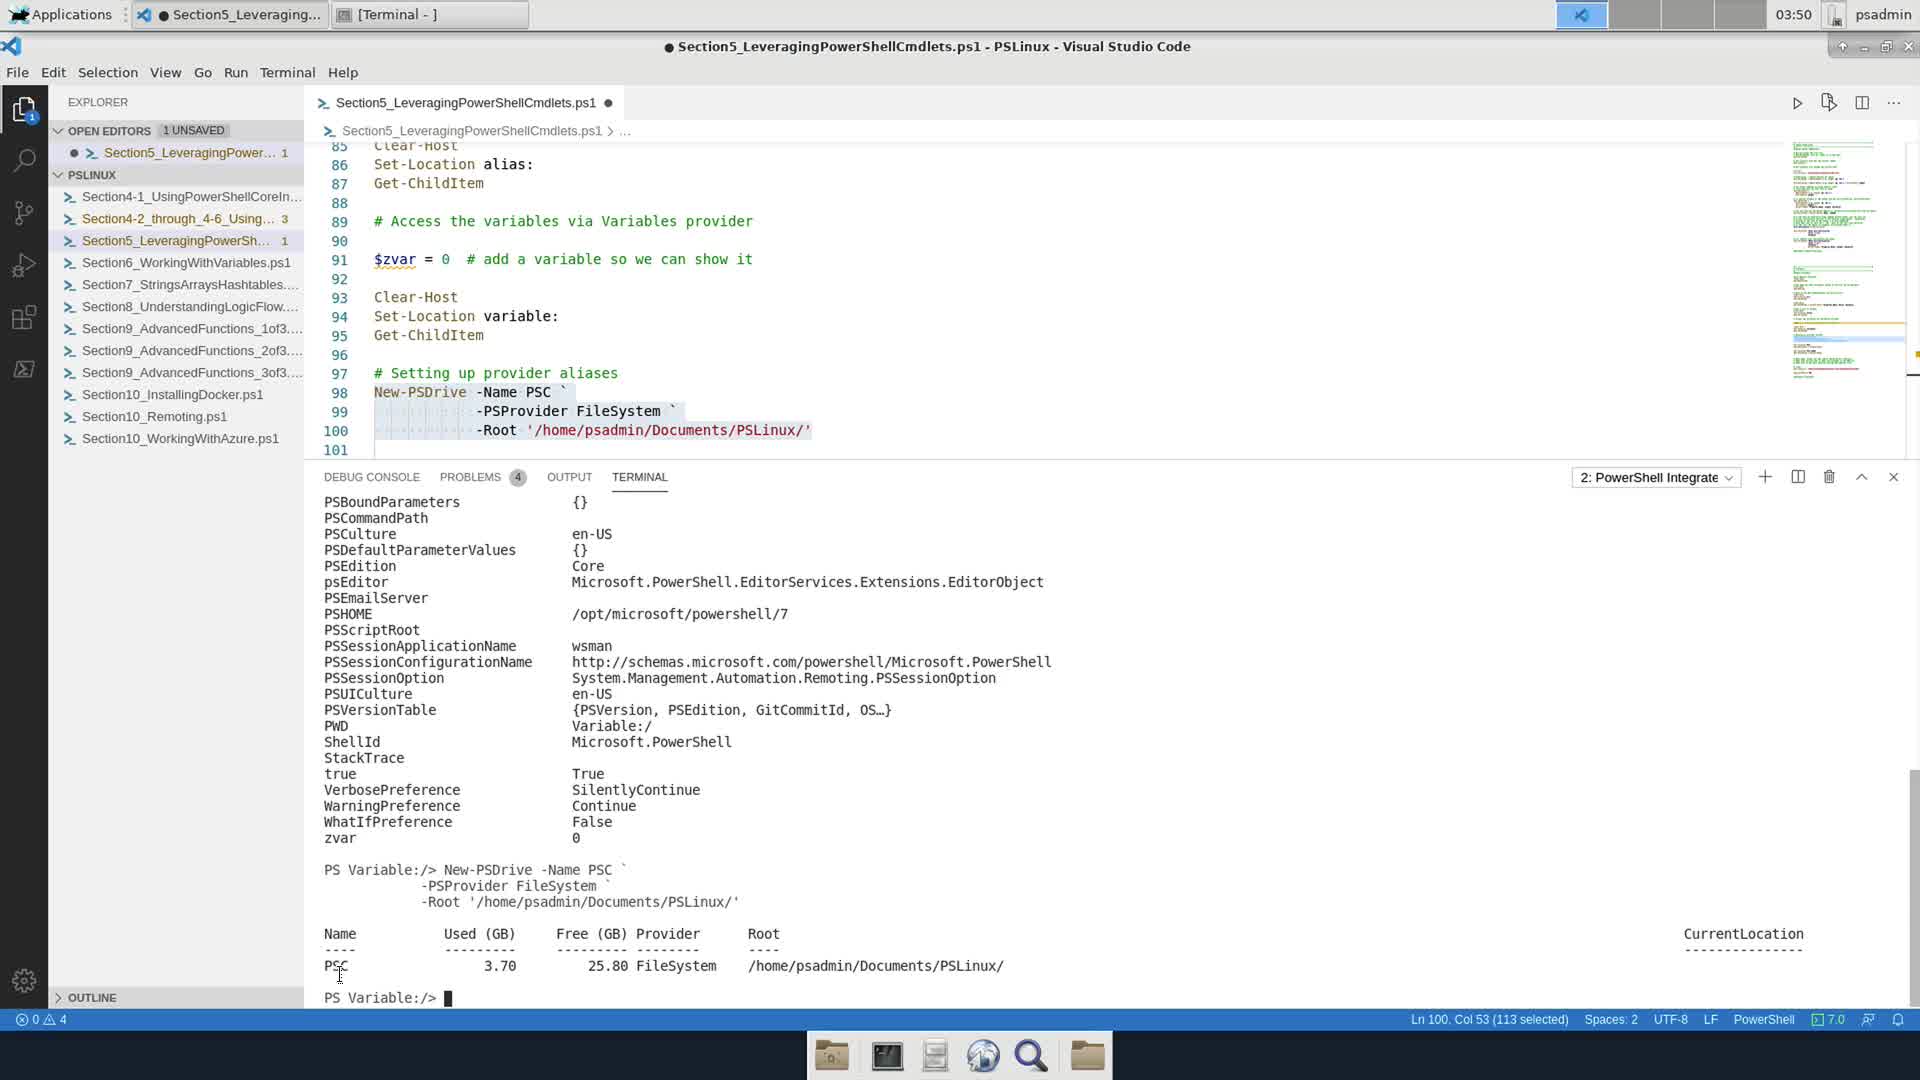 Applications
● Section5_Leveraging...
[Terminal - ]
03:50
psadmin
● Section5_LeveragingPowerShellCmdlets.ps1 - PSLinux - Visual Studio Code
File Edit Selection View Go Run Terminal Help
EXPLORER
OPEN EDITORS 1 UNSAVED
● Section5_LeveragingPower... 1
PSLINUX
Section4-1_UsingPowerShellCoreIn...
Section4-2_through_4-6_Using... 3
Section5_LeveragingPowerSh... 1
Section6_WorkingWithVariables.ps1
Section7_StringsArraysHashtables....
Section8_UnderstandingLogicFlow....
Section9_AdvancedFunctions_1of3....
Section9_AdvancedFunctions_2of3....
Section9_AdvancedFunctions_3of3....
Section10_InstallingDocker.ps1
Section10_Remoting.ps1
Section10_WorkingWithAzure.ps1
OUTLINE
1
Section5_LeveragingPowerShellCmdlets.ps1 ●
Section5_LeveragingPowerShellCmdlets.ps1 > ...
85 Clear-Host
86 Set-Location alias:
87 Get-ChildItem
88
89 # Access the variables via Variables provider
90
91 $zvar = 0  # add a variable so we can show it
92
93 Clear-Host
94 Set-Location variable:
95 Get-ChildItem
96
97 # Setting up provider aliases
98 New-PSDrive -Name PSC `
99             -PSProvider FileSystem `
100             -Root '/home/psadmin/Documents/PSLinux/'
101
DEBUG CONSOLE PROBLEMS 4 OUTPUT TERMINAL
2: PowerShell Integrate
PSBoundParameters {}
PSCommandPath
PSCulture en-US
PSDefaultParameterValues {}
PSEdition Core
psEditor Microsoft.PowerShell.EditorServices.Extensions.EditorObject
PSEmailServer
PSHOME /opt/microsoft/powershell/7
PSScriptRoot
PSSessionApplicationName wsman
PSSessionConfigurationName http://schemas.microsoft.com/powershell/Microsoft.PowerShell
PSSessionOption System.Management.Automation.Remoting.PSSessionOption
PSUICulture en-US
PSVersionTable {PSVersion, PSEdition, GitCommitId, OS…}
PWD Variable:/
ShellId Microsoft.PowerShell
StackTrace
true True
VerbosePreference SilentlyContinue
WarningPreference Continue
WhatIfPreference False
zvar 0
PS Variable:/> New-PSDrive -Name PSC `
            -PSProvider FileSystem `
            -Root '/home/psadmin/Documents/PSLinux/'
Name Used (GB) Free (GB) Provider Root CurrentLocation
---- --------- --------- -------- ---- ---------------
PSC 3.70 25.80 FileSystem /home/psadmin/Documents/PSLinux/
PS Variable:/>
0 4
Ln 100, Col 53 (113 selected) Spaces: 2 UTF-8 LF PowerShell 7.0